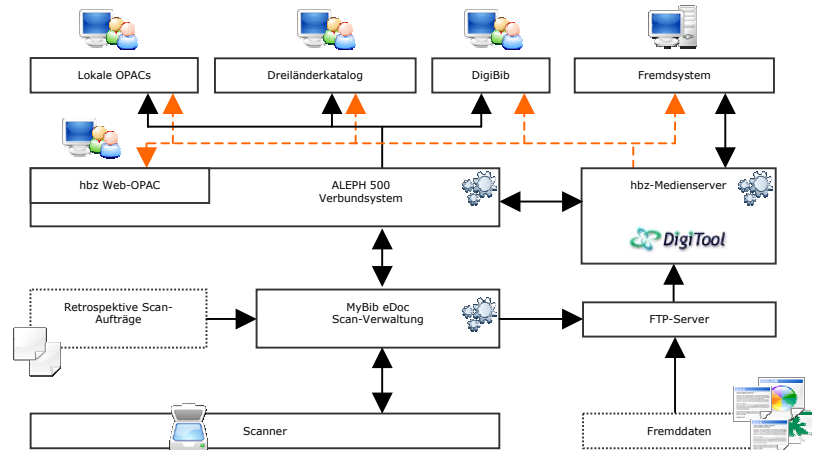 Lokale OPACs
Dreiländerkatalog
DigiBib
Fremdsystem
hbz Web-OPAC
ALEPH 500
Verbundsystem
hbz-Medienserver
DigiTool
Retrospektive Scan-
Aufträge
MyBib eDoc
Scan-Verwaltung
FTP-Server
Scanner
Fremddaten